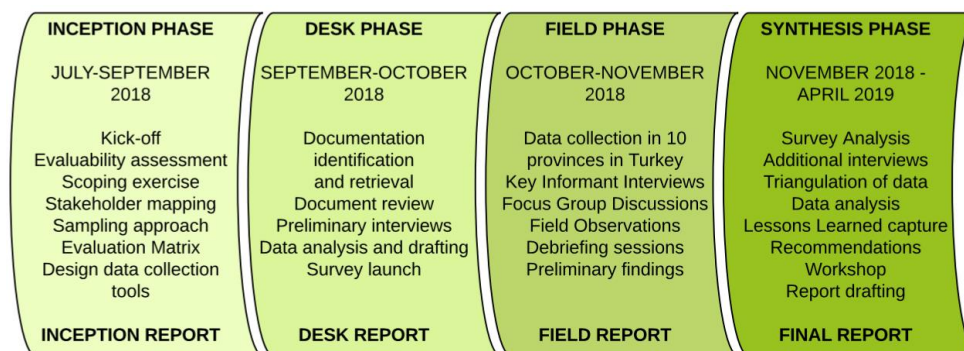 INCEPTION PHASE
JULY-SEPTEMBER
2018
Kick-off
Evaluability assessment
Scoping exercise
Stakeholder mapping
Sampling approach
Evaluation Matrix
Design data collection
tools
INCEPTION REPORT
DESK PHASE
SEPTEMBER-OCTOBER
2018
Documentation
identification
and retrieval
Document review
Preliminary interviews
Data analysis and drafting
Survey launch
DESK REPORT
FIELD PHASE
OCTOBER-NOVEMBER
2018
Data collection in 10
provinces in Turkey
Key Informant Interviews
Focus Group Discussions
Field Observations
Debriefing sessions
Preliminary findings
FIELD REPORT
SYNTHESIS PHASE
NOVEMBER 2018 -
APRIL 2019
Survey Analysis
Additional interviews
Triangulation of data
Data analysis
Lessons Learned capture
Recommendations
Workshop
Report drafting
FINAL REPORT